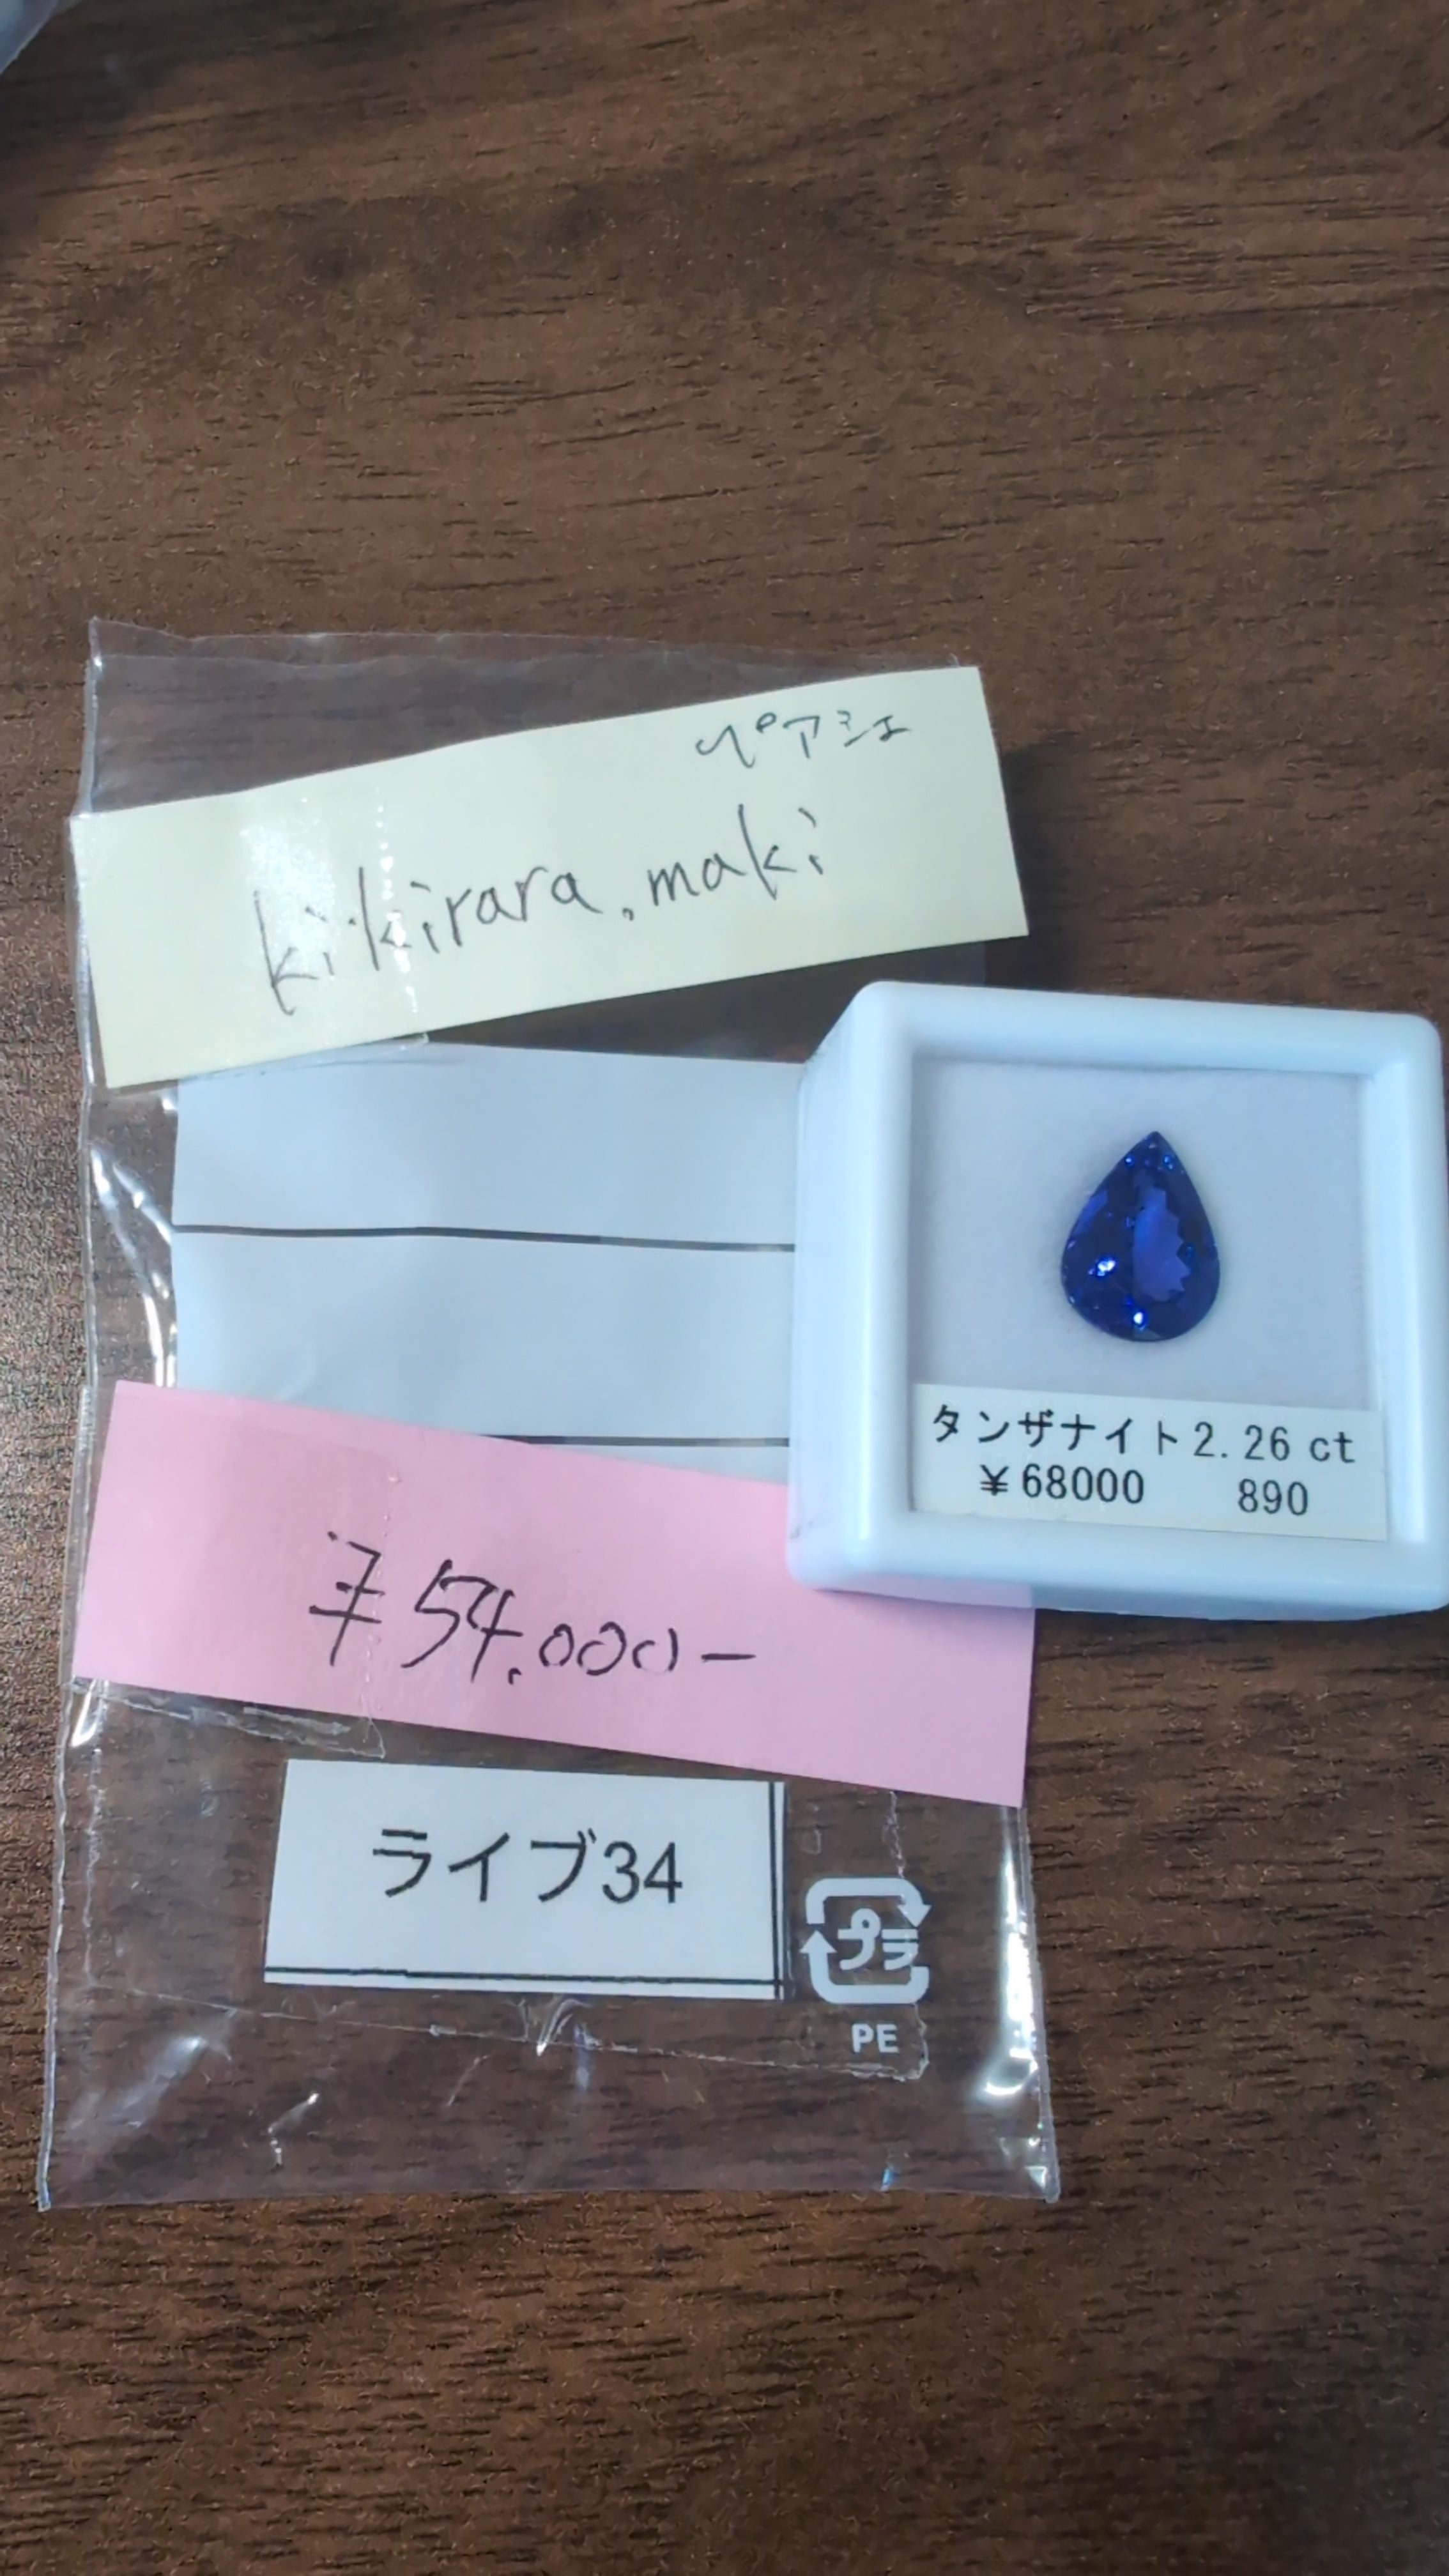 ペアシェ
kikirara.maki
タンザナイト2.26 ct
¥68000 890
¥54,000-
ライブ34
プラ
PE